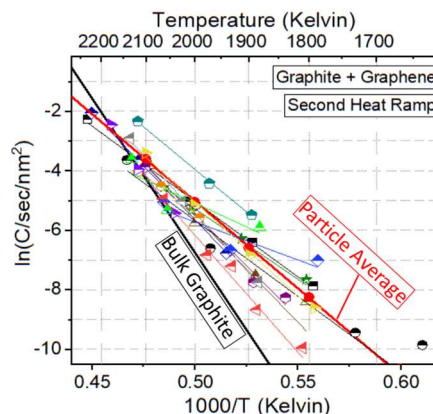 Temperature (Kelvin)
2200 2100 2000 1900 1800 1700
Graphite + Graphene
Second Heat Ramp
-2
-4
-6
-8
-10
ln(C/sec/nm²)
Bulk Graphite
Particle Average
0.45 0.50 0.55 0.60
1000/T (Kelvin)